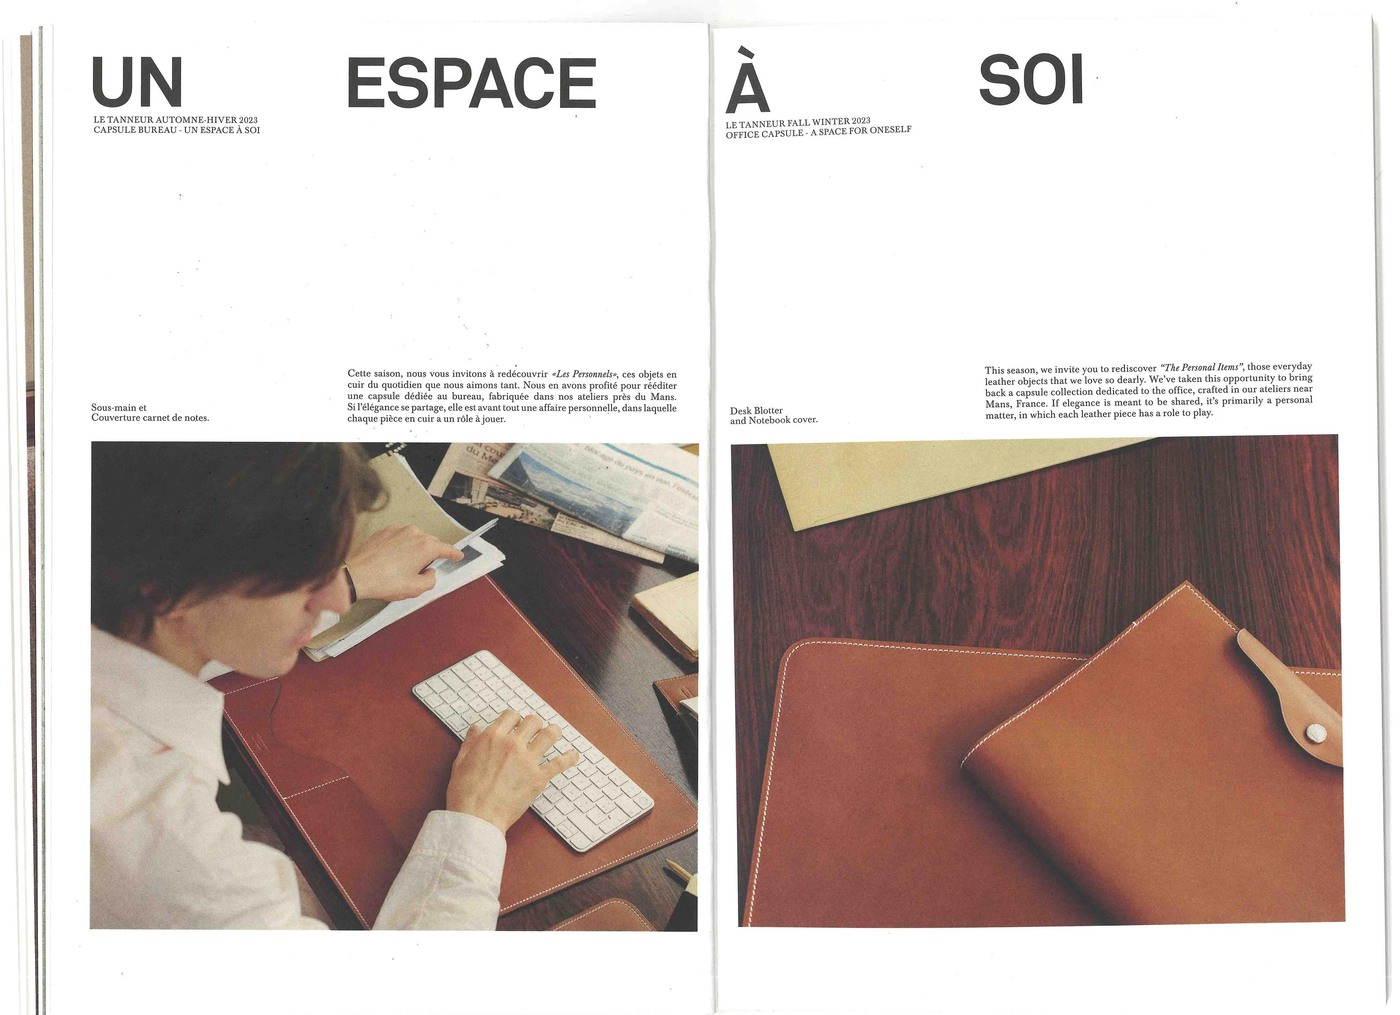 UN ESPACE À SOI
LE TANNEUR AUTOMNE-HIVER 2023
CAPSULE BUREAU - UN ESPACE À SOI
Cette saison, nous vous invitons à redécouvrir «Les Personnels», ces objets en
cuir du quotidien que nous aimons tant. Nous en avons profité pour rééditer
une capsule dédiée au bureau, fabriquée dans nos ateliers près du Mans.
Si l'élégance se partage, elle est avant tout une affaire personnelle, dans laquelle
chaque pièce en cuir a un rôle à jouer.
Sous-main et
Couverture carnet de notes.
LE TANNEUR FALL WINTER 2023
OFFICE CAPSULE - A SPACE FOR ONESELF
This season, we invite you to rediscover “The Personal Items”, those everyday
leather objects that we love so dearly. We've taken this opportunity to bring
back a capsule collection dedicated to the office, crafted in our ateliers near
Mans, France. If elegance is meant to be shared, it's primarily a personal
matter, in which each leather piece has a role to play.
Desk Blotter
and Notebook cover.